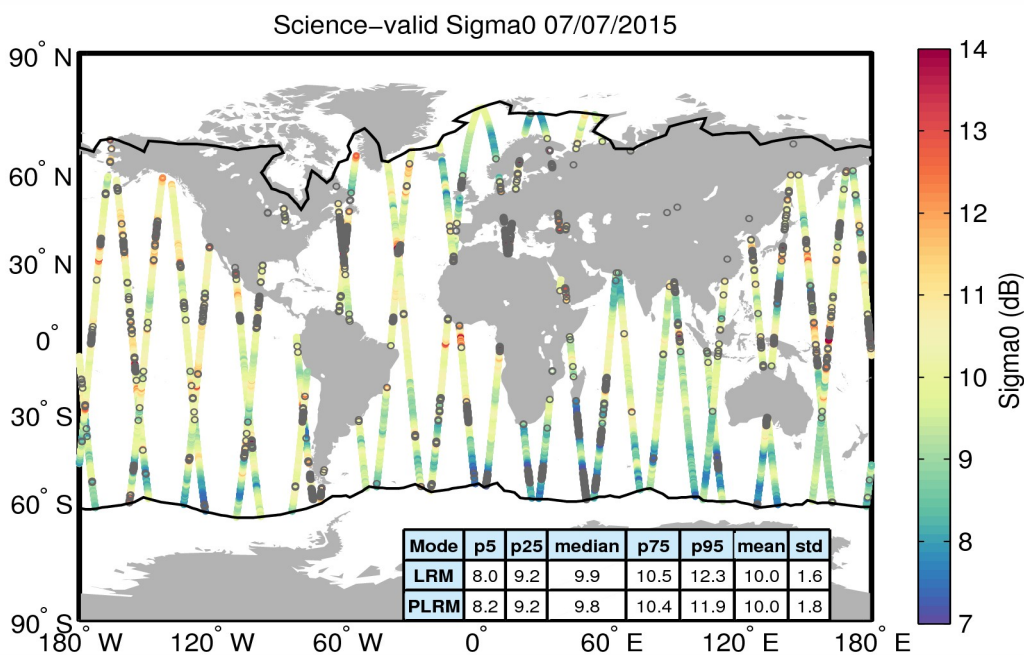 Science−valid Sigma0 07/07/2015
90° N
60° N
30° N
0°
30° S
60° S
90° S
180° W
120° W
60° W
0°
60° E
120° E
180° E
14
13
12
11
10
9
8
7
Sigma0 (dB)
Mode p5 p25 median p75 p95 mean std
LRM 8.0 9.2 9.9 10.5 12.3 10.0 1.6
PLRM 8.2 9.2 9.8 10.4 11.9 10.0 1.8